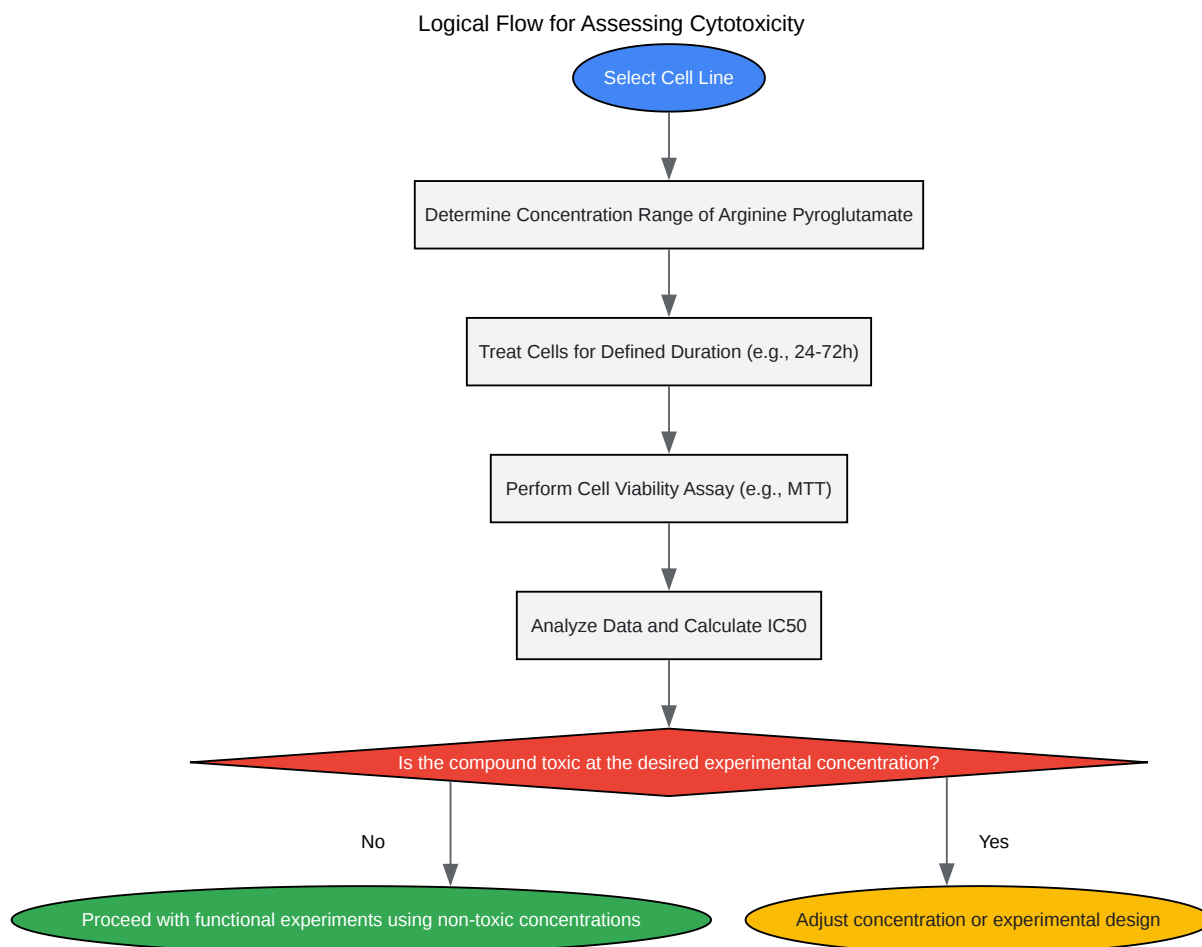 Logical Flow for Assessing Cytotoxicity
Select Cell Line
Determine Concentration Range of Arginine Pyroglutamate
Treat Cells for Defined Duration (e.g., 24-72h)
Perform Cell Viability Assay (e.g., MTT)
Analyze Data and Calculate IC50
Is the compound toxic at the desired experimental concentration?
No
Yes
Proceed with functional experiments using non-toxic concentrations
Adjust concentration or experimental design